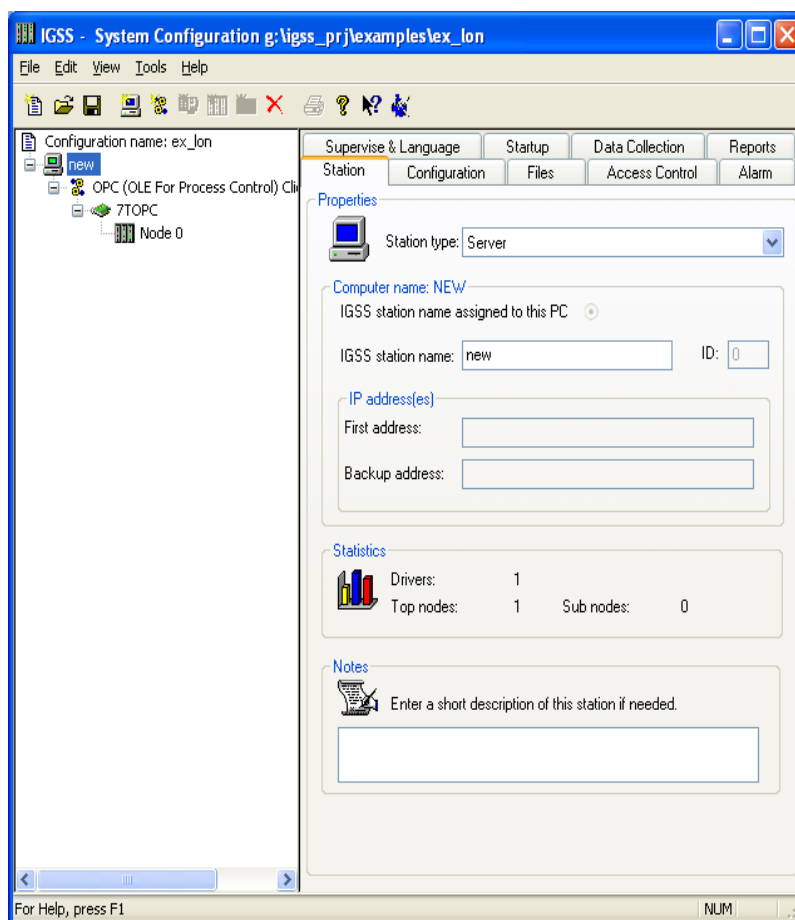 IGSS - System Configuration g:\igss_prj\examples\ex_lon
File Edit View Tools Help
Configuration name: ex_lon
new
OPC (OLE For Process Control) Cli
7TOPC
Node 0
Supervise & Language Startup Data Collection Reports
Station Configuration Files Access Control Alarm
Properties
Station type: Server
Computer name: NEW
IGSS station name assigned to this PC
IGSS station name: new ID: 0
IP address(es)
First address:
Backup address:
Statistics
Drivers: 1
Top nodes: 1 Sub nodes: 0
Notes
Enter a short description of this station if needed.
For Help, press F1 NUM